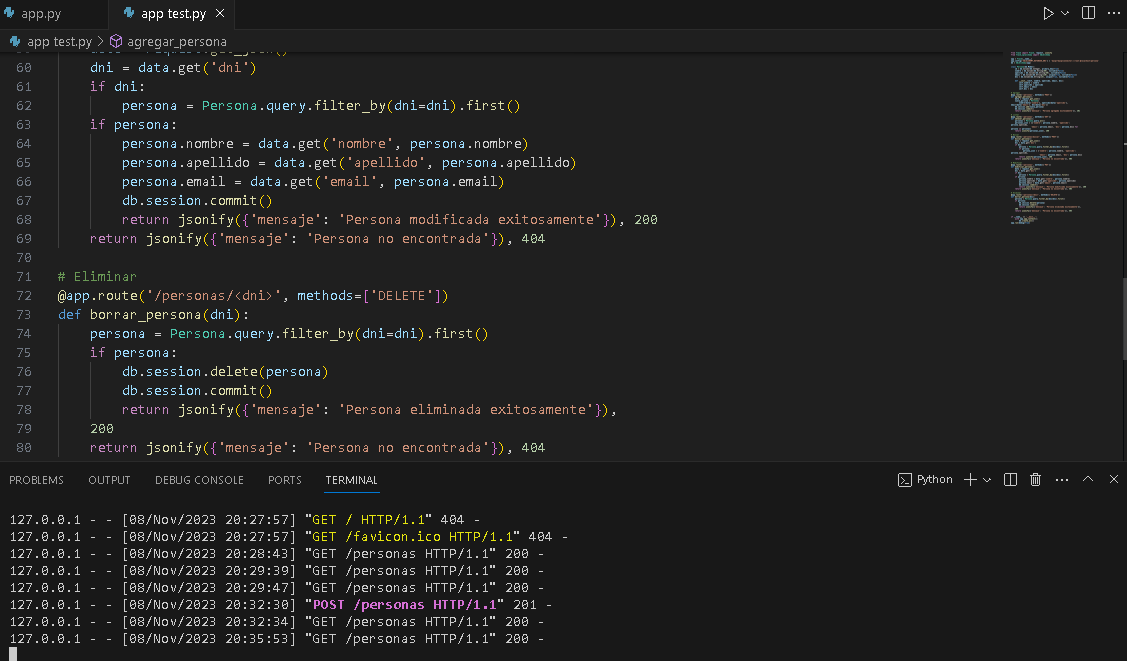 app.py
app test.py
app test.py > agregar_persona
60 dni = data.get('dni')
61 if dni:
62 persona = Persona.query.filter_by(dni=dni).first()
63 if persona:
64 persona.nombre = data.get('nombre', persona.nombre)
65 persona.apellido = data.get('apellido', persona.apellido)
66 persona.email = data.get('email', persona.email)
67 db.session.commit()
68 return jsonify({'mensaje': 'Persona modificada exitosamente'}), 200
69 return jsonify({'mensaje': 'Persona no encontrada'}), 404
70
71 # Eliminar
72 @app.route('/personas/<dni>', methods=['DELETE'])
73 def borrar_persona(dni):
74 persona = Persona.query.filter_by(dni=dni).first()
75 if persona:
76 db.session.delete(persona)
77 db.session.commit()
78 return jsonify({'mensaje': 'Persona eliminada exitosamente'}),
79 200
80 return jsonify({'mensaje': 'Persona no encontrada'}), 404
PROBLEMS OUTPUT DEBUG CONSOLE PORTS TERMINAL Python
127.0.0.1 - - [08/Nov/2023 20:27:57] "GET / HTTP/1.1" 404 -
127.0.0.1 - - [08/Nov/2023 20:27:57] "GET /favicon.ico HTTP/1.1" 404 -
127.0.0.1 - - [08/Nov/2023 20:28:43] "GET /personas HTTP/1.1" 200 -
127.0.0.1 - - [08/Nov/2023 20:29:39] "GET /personas HTTP/1.1" 200 -
127.0.0.1 - - [08/Nov/2023 20:29:47] "GET /personas HTTP/1.1" 200 -
127.0.0.1 - - [08/Nov/2023 20:32:30] "POST /personas HTTP/1.1" 201 -
127.0.0.1 - - [08/Nov/2023 20:32:34] "GET /personas HTTP/1.1" 200 -
127.0.0.1 - - [08/Nov/2023 20:35:53] "GET /personas HTTP/1.1" 200 -